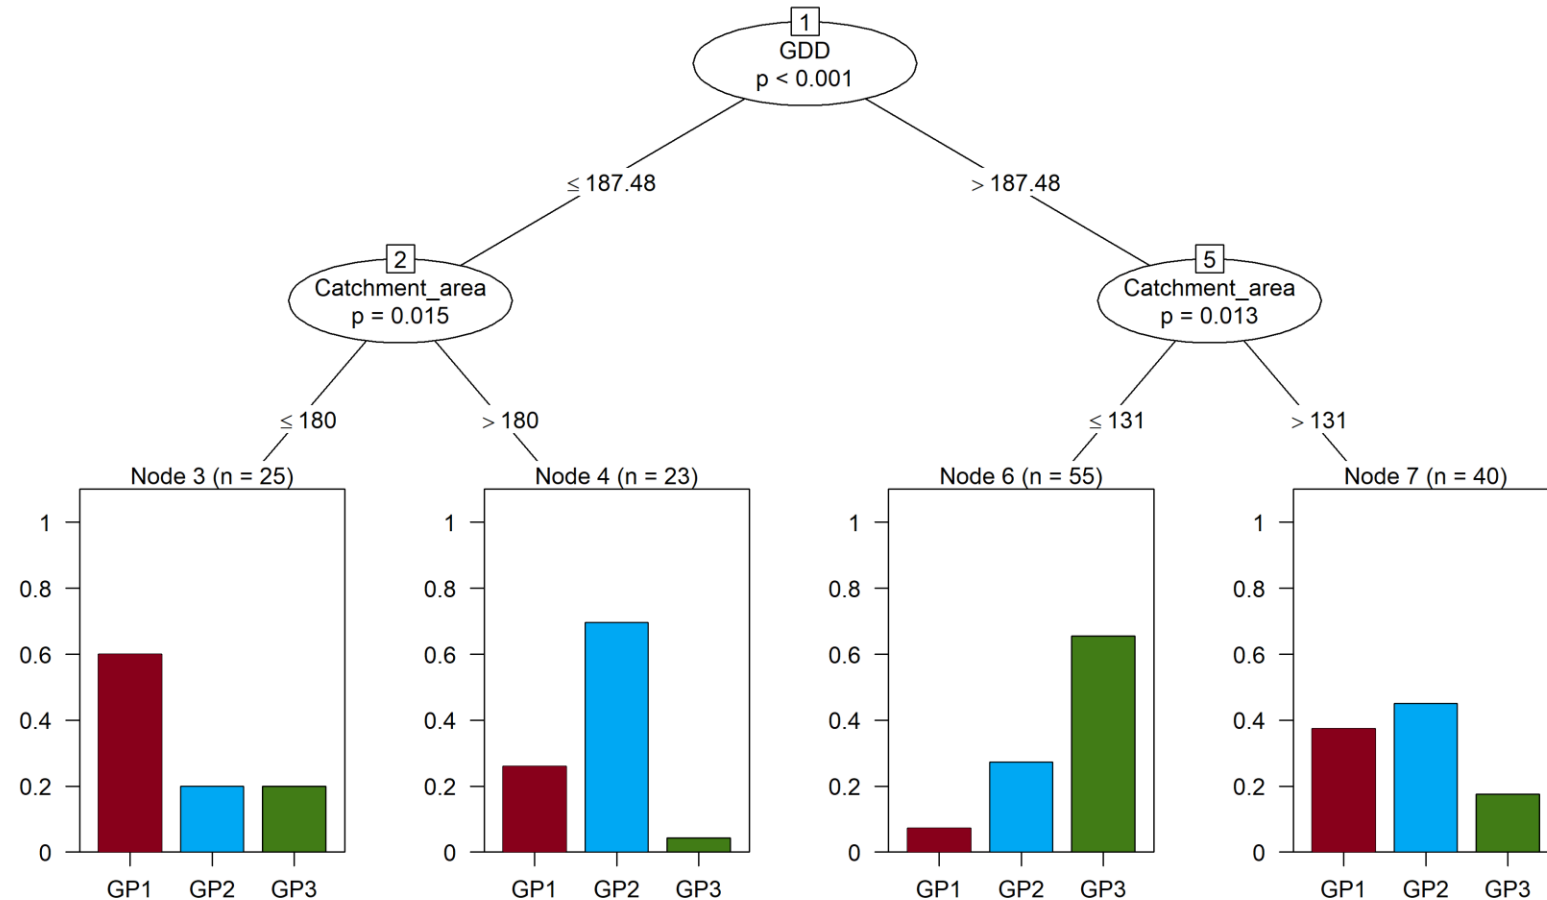 1
GDD
p < 0.001
≤ 187.48
> 187.48
2
Catchment_area
p = 0.015
5
Catchment_area
p = 0.013
≤ 180
> 180
≤ 131
> 131
Node 3 (n = 25)
1
0.8
0.6
0.4
0.2
0
GP1 GP2 GP3
Node 4 (n = 23)
1
0.8
0.6
0.4
0.2
0
GP1 GP2 GP3
Node 6 (n = 55)
1
0.8
0.6
0.4
0.2
0
GP1 GP2 GP3
Node 7 (n = 40)
1
0.8
0.6
0.4
0.2
0
GP1 GP2 GP3